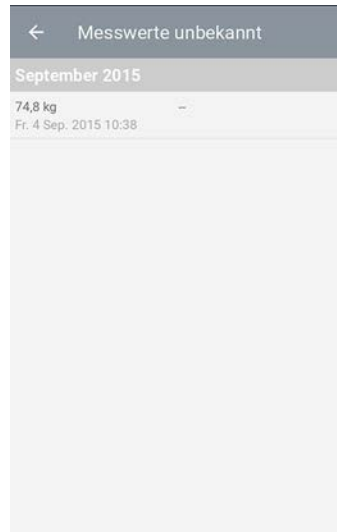 Messwerte unbekannt
September 2015
74,8 kg --
Fr. 4 Sep. 2015 10:38